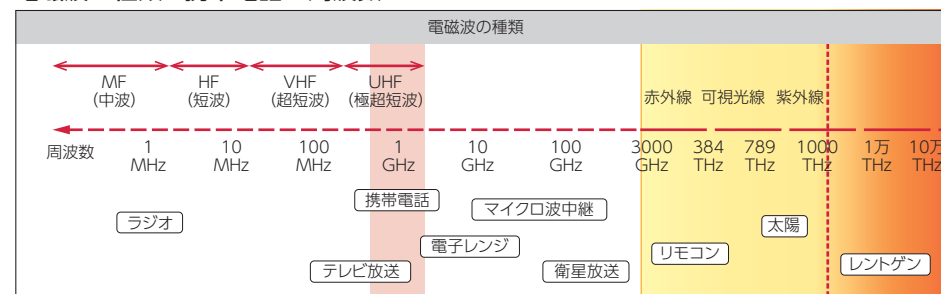 電磁波の種類
MF
(中波)
HF
(短波)
VHF
(超短波)
UHF
(極超短波)
赤外線 可視光線 紫外線
周波数
1
MHz
10
MHz
100
MHz
1
GHz
10
GHz
100
GHz
3000
GHz
384
THz
789
THz
1000
THz
1万
THz
10万
THz
携帯電話
マイクロ波中継
ラジオ
太陽
電子レンジ
リモコン
テレビ放送
衛星放送
レントゲン